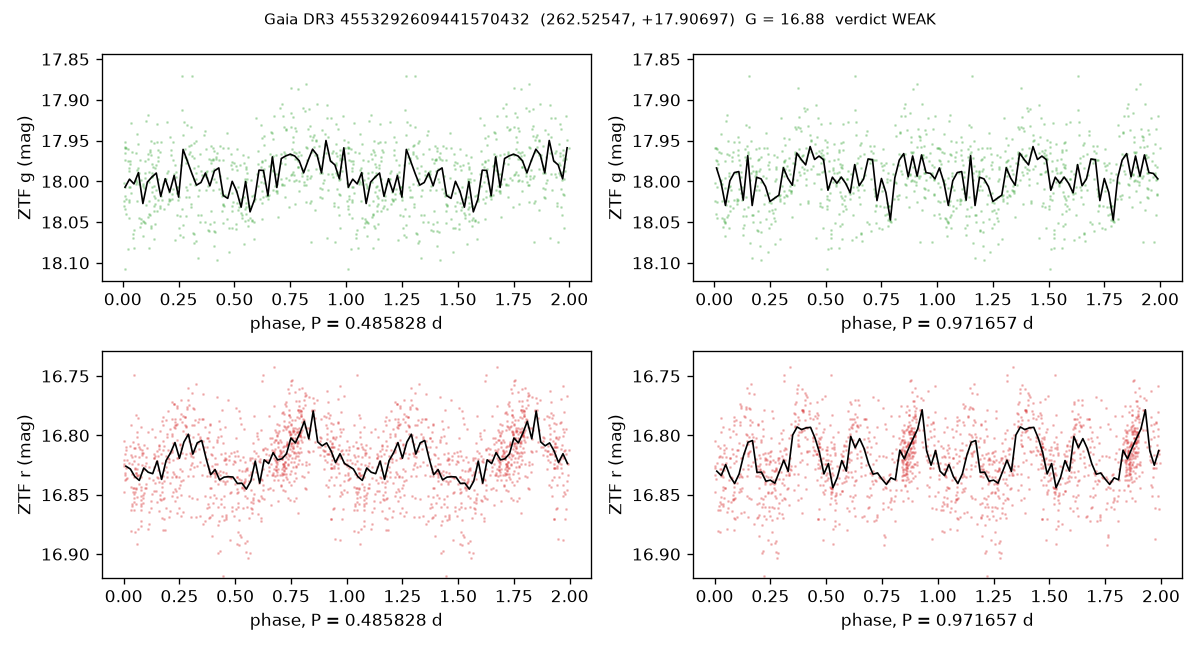 Gaia DR3 4553292609441570432 (262.52547, +17.90697) G = 16.88 verdict WEAK
ZTF g (mag)
17.85
17.90
17.95
18.00
18.05
18.10
0.00 0.25 0.50 0.75 1.00 1.25 1.50 1.75 2.00
phase, P = 0.485828 d
ZTF g (mag)
17.85
17.90
17.95
18.00
18.05
18.10
0.00 0.25 0.50 0.75 1.00 1.25 1.50 1.75 2.00
phase, P = 0.971657 d
ZTF r (mag)
16.75
16.80
16.85
16.90
0.00 0.25 0.50 0.75 1.00 1.25 1.50 1.75 2.00
phase, P = 0.485828 d
ZTF r (mag)
16.75
16.80
16.85
16.90
0.00 0.25 0.50 0.75 1.00 1.25 1.50 1.75 2.00
phase, P = 0.971657 d